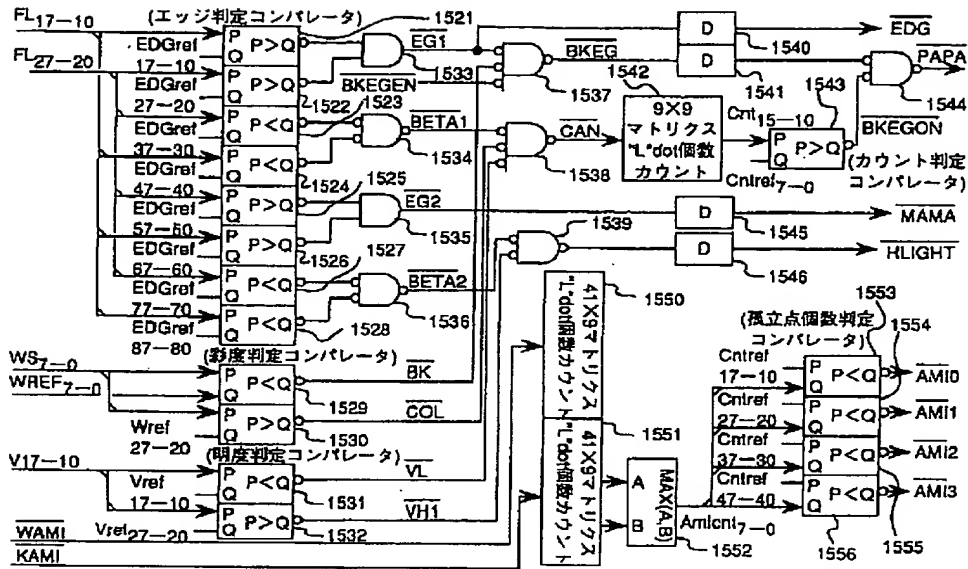 FL17-10
FL27-20
(エッジ判定コンパレータ)
P
Q
P>Q
1521
EDGref
17-10
P
Q
P>Q
1522
EDGref
27-20
P
Q
P<Q
1523
EDGref
37-30
P
Q
P<Q
1524
EDGref
47-40
P
Q
P>Q
1525
EDGref
57-50
P
Q
P>Q
1526
EDGref
67-60
P
Q
P<Q
1527
EDGref
77-70
P
Q
P<Q
1528
EDGref
87-80
EG1
1533
BKEGEN
BETA1
1534
EG2
1535
BETA2
1536
BKEG
1537
CAN
1538
1539
D
1540
EDG
D
1541
1542
9×9
マトリクス
"L"dot個数
カウント
Cnt15-10
P
Q
P>Q
1543
Cntref7-0
BKEGON
(カウント判定
コンパレータ)
1544
PAPA
D
1545
MAMA
D
1546
HLIGHT
WS7-0
WREF7-0
(彩度判定コンパレータ)
P
Q
P<Q
1529
BK
P
Q
P>Q
1530
COL
Wref
27-20
V17-10
(明度判定コンパレータ)
P
Q
P<Q
1531
VL
Vref
17-10
P
Q
P>Q
1532
VH1
Vref27-20
WAMI
KAMI
1550
41×9マトリクス
"L"dot個数カウント
1551
41×9マトリクス
"L"dot個数カウント
A
B
MAX(A,B)
1552
Amicnt7-0
(孤立点個数判定
コンパレータ)
1553
Cntref
17-10
P
Q
P<Q
1554
AMI0
Cntref
27-20
P
Q
P<Q
AMI1
Cntref
37-30
P
Q
P<Q
1555
AMI2
Cntref
47-40
P
Q
P<Q
1556
AMI3